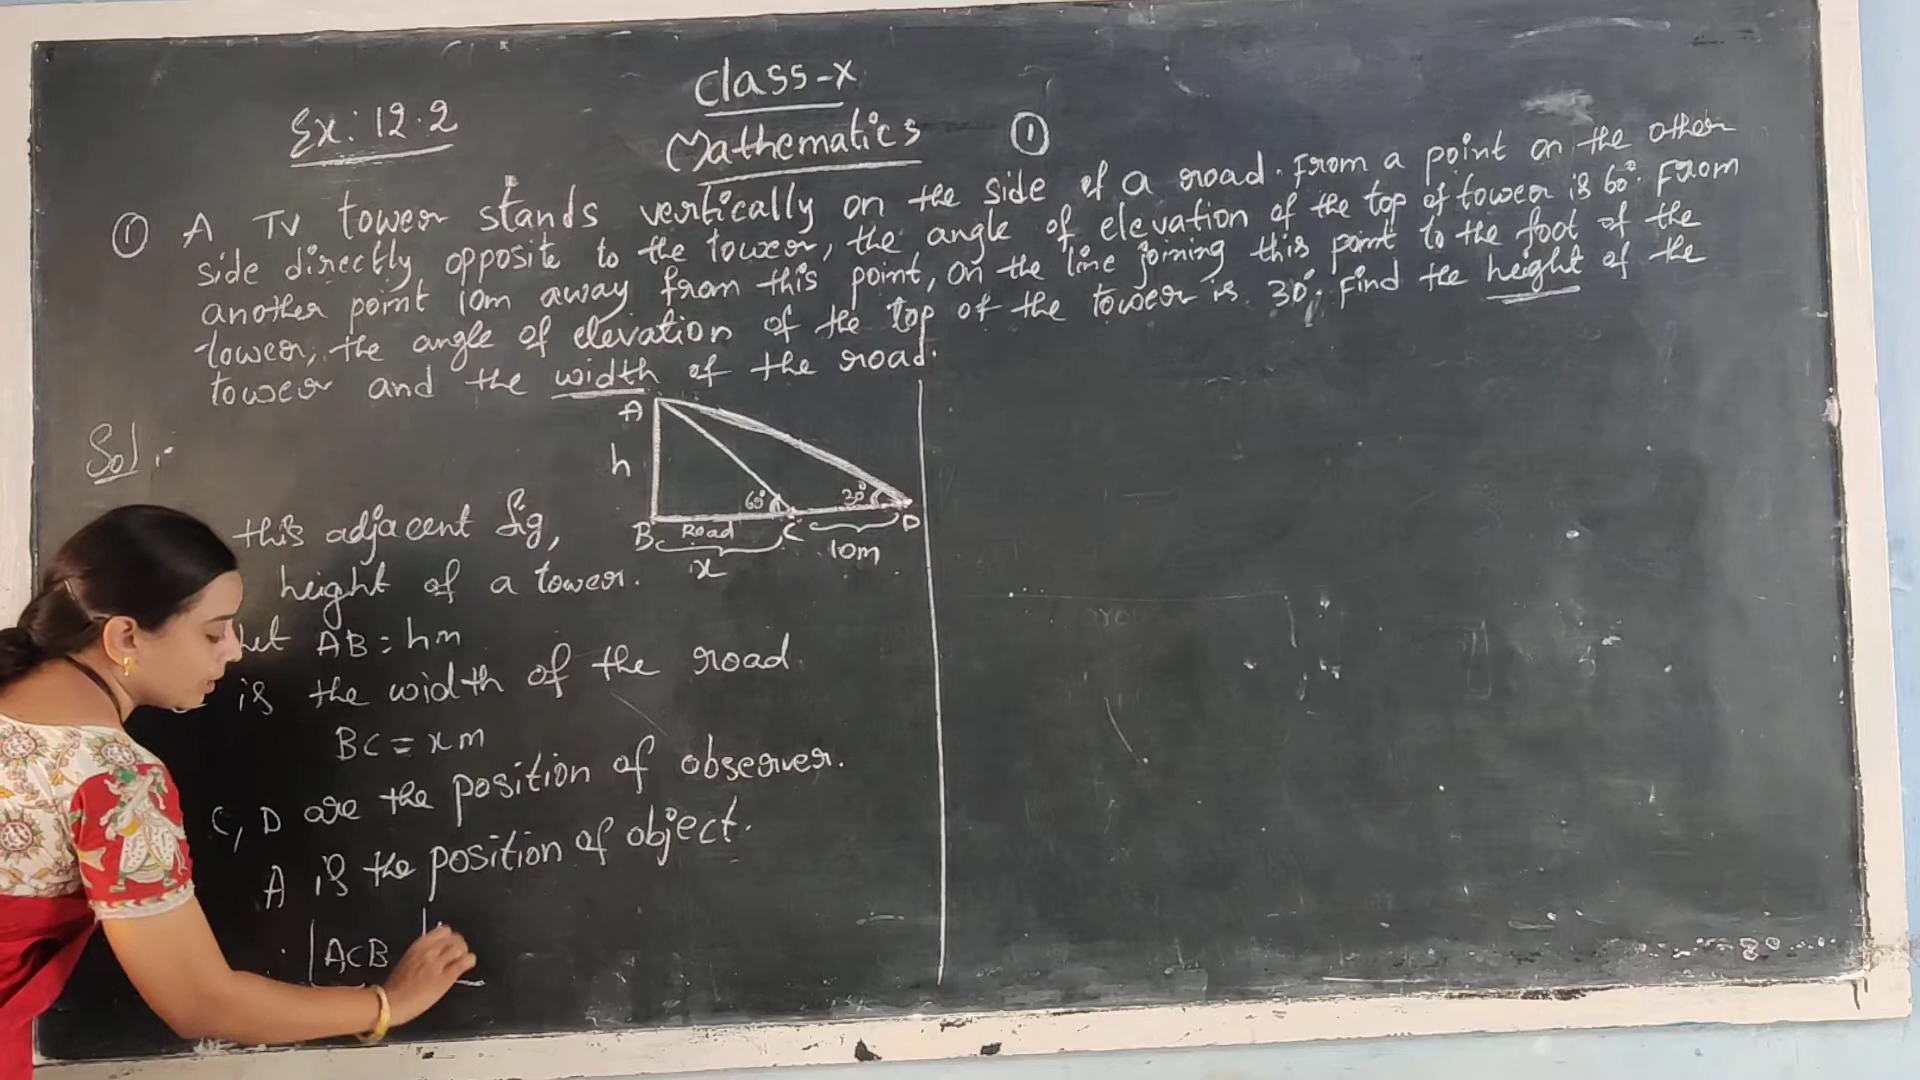 Class-X
Ex: 12.2
Mathematics
①
① A TV tower stands vertically on the side of a road. From a point on the other
side directly opposite to the tower, the angle of elevation of the top of tower is 60°. From
another point 10m away from this point, on the line joining this point to the foot of the
tower, the angle of elevation of the top of the tower is 30°. Find the height of the
tower and the width of the road.
Sol:-
A
h
60°
30°
B
Road
C
D
x
10m
this adjacent fig,
height of a tower.
Let AB = hm
is the width of the road
BC = xm
C, D are the position of observer.
A is the position of object.
∠ACB